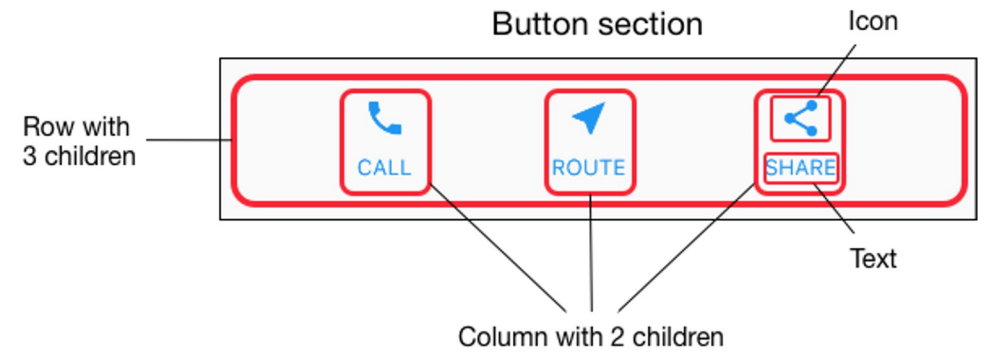 Button section
Icon
Row with
3 children
CALL
ROUTE
SHARE
Text
Column with 2 children